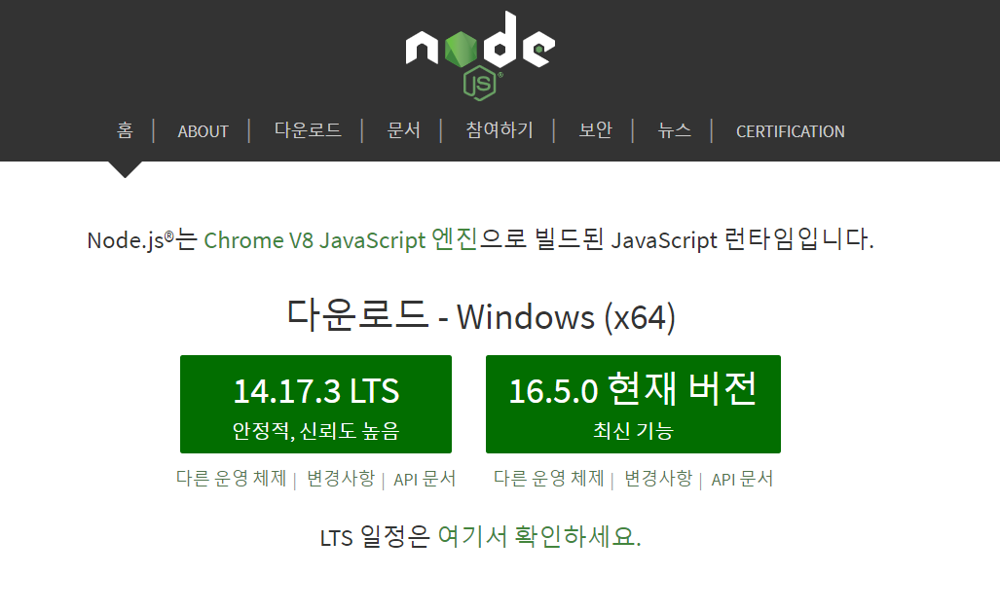 node
JS®
홈 | ABOUT | 다운로드 | 문서 | 참여하기 | 보안 | 뉴스 | CERTIFICATION
Node.js®는 Chrome V8 JavaScript 엔진으로 빌드된 JavaScript 런타임입니다.
다운로드 - Windows (x64)
14.17.3 LTS
안정적, 신뢰도 높음
16.5.0 현재 버전
최신 기능
다른 운영 체제 | 변경사항 | API 문서
다른 운영 체제 | 변경사항 | API 문서
LTS 일정은 여기서 확인하세요.